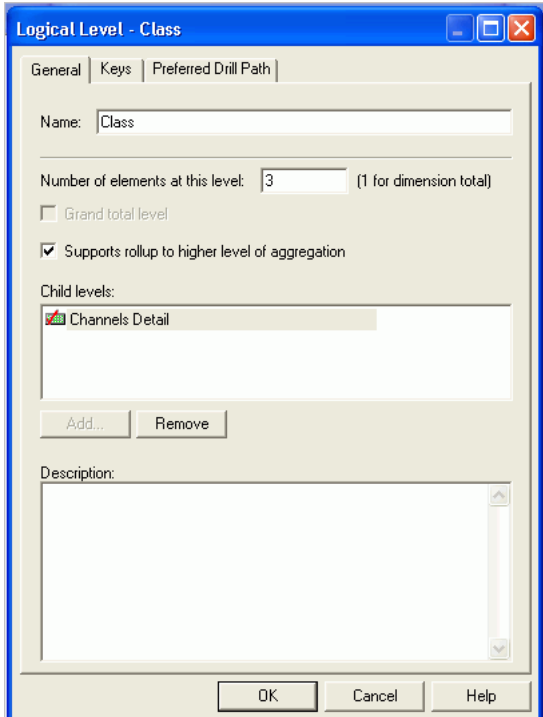 Logical Level - Class
General Keys Preferred Drill Path
Name: Class
Number of elements at this level: 3 (1 for dimension total)
Grand total level
Supports rollup to higher level of aggregation
Child levels:
Channels Detail
Add... Remove
Description:
OK Cancel Help